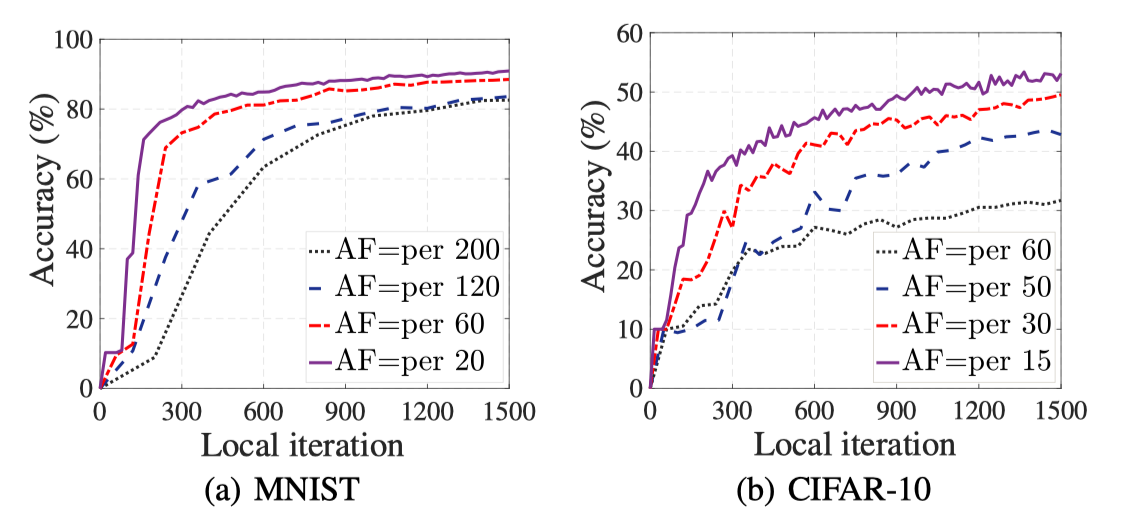 100
80
60
40
20
0
Accuracy (%)
AF=per 200
AF=per 120
AF=per 60
AF=per 20
0 300 600 900 1200 1500
Local iteration
(a) MNIST
60
50
40
30
20
10
0
Accuracy (%)
AF=per 60
AF=per 50
AF=per 30
AF=per 15
0 300 600 900 1200 1500
Local iteration
(b) CIFAR-10